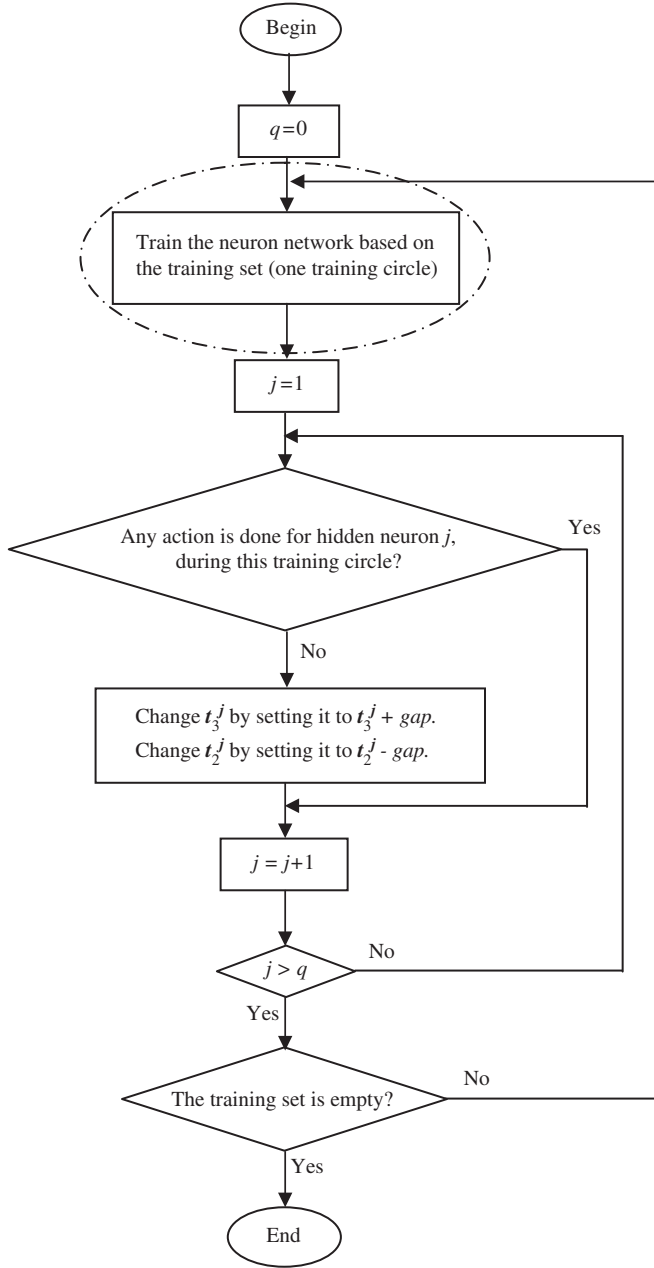 Begin
q=0
Train the neuron network based on
the training set (one training circle)
j=1
Any action is done for hidden neuron j,
during this training circle?
Yes
No
Change t₃ʲ by setting it to t₃ʲ + gap.
Change t₂ʲ by setting it to t₂ʲ - gap.
j = j+1
j > q
No
Yes
The training set is empty?
No
Yes
End